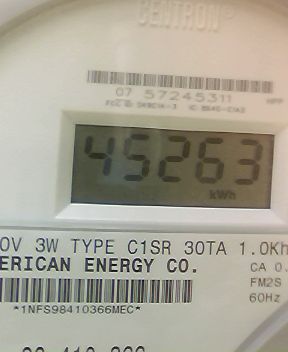 CENTRON®
07 57245311
45263
kWh
0V 3W TYPE C1SR 30TA 1.0Kh
ERICAN ENERGY CO.
CA 0.
FM2S
60Hz
*1NFS98410366MEC*